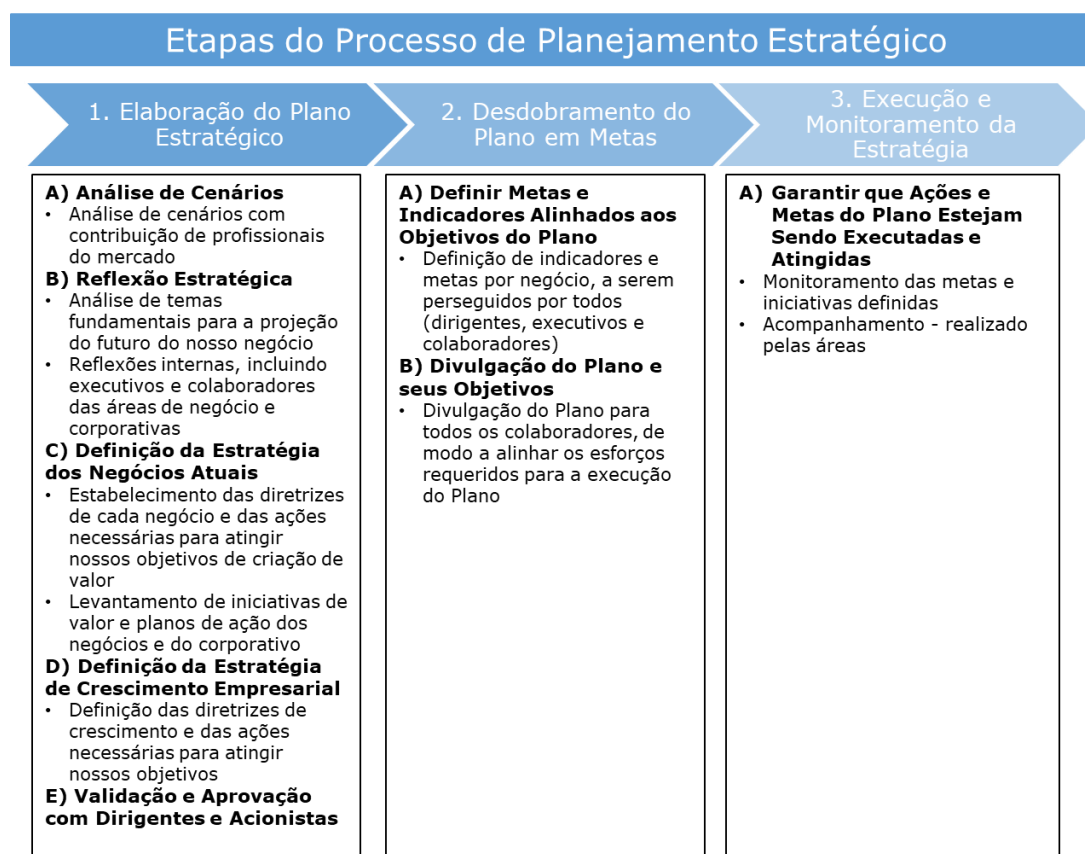 Etapas do Processo de Planejamento Estratégico
1. Elaboração do Plano
Estratégico
2. Desdobramento do
Plano em Metas
3. Execução e
Monitoramento da
Estratégia
A) Análise de Cenários
• Análise de cenários com
contribuição de profissionais
do mercado
B) Reflexão Estratégica
• Análise de temas
fundamentais para a projeção
do futuro do nosso negócio
• Reflexões internas, incluindo
executivos e colaboradores
das áreas de negócio e
corporativas
C) Definição da Estratégia
dos Negócios Atuais
• Estabelecimento das diretrizes
de cada negócio e das ações
necessárias para atingir
nossos objetivos de criação de
valor
• Levantamento de iniciativas de
valor e planos de ação dos
negócios e do corporativo
D) Definição da Estratégia
de Crescimento Empresarial
• Definição das diretrizes de
crescimento e das ações
necessárias para atingir
nossos objetivos
E) Validação e Aprovação
com Dirigentes e Acionistas
A) Definir Metas e
Indicadores Alinhados aos
Objetivos do Plano
• Definição de indicadores e
metas por negócio, a serem
perseguidos por todos
(dirigentes, executivos e
colaboradores)
B) Divulgação do Plano e
seus Objetivos
• Divulgação do Plano para
todos os colaboradores, de
modo a alinhar os esforços
requeridos para a execução
do Plano
A) Garantir que Ações e
Metas do Plano Estejam
Sendo Executadas e
Atingidas
• Monitoramento das metas e
iniciativas definidas
• Acompanhamento - realizado
pelas áreas